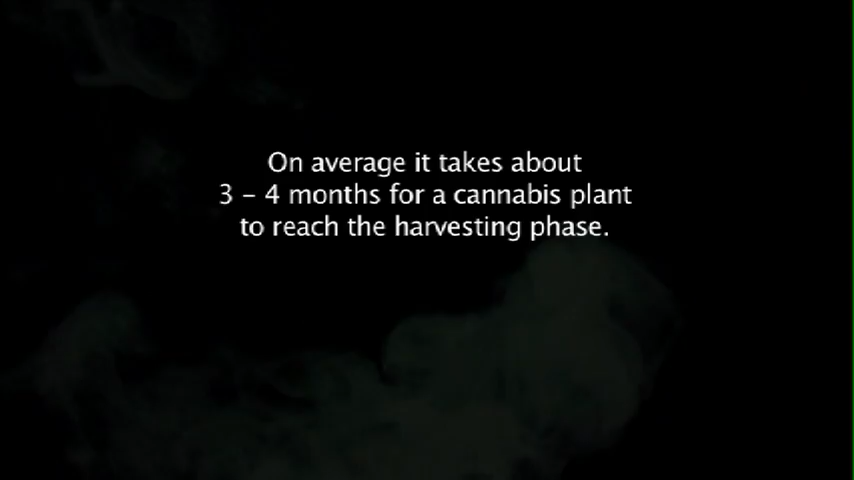 On average it takes about
3 – 4 months for a cannabis plant
to reach the harvesting phase.